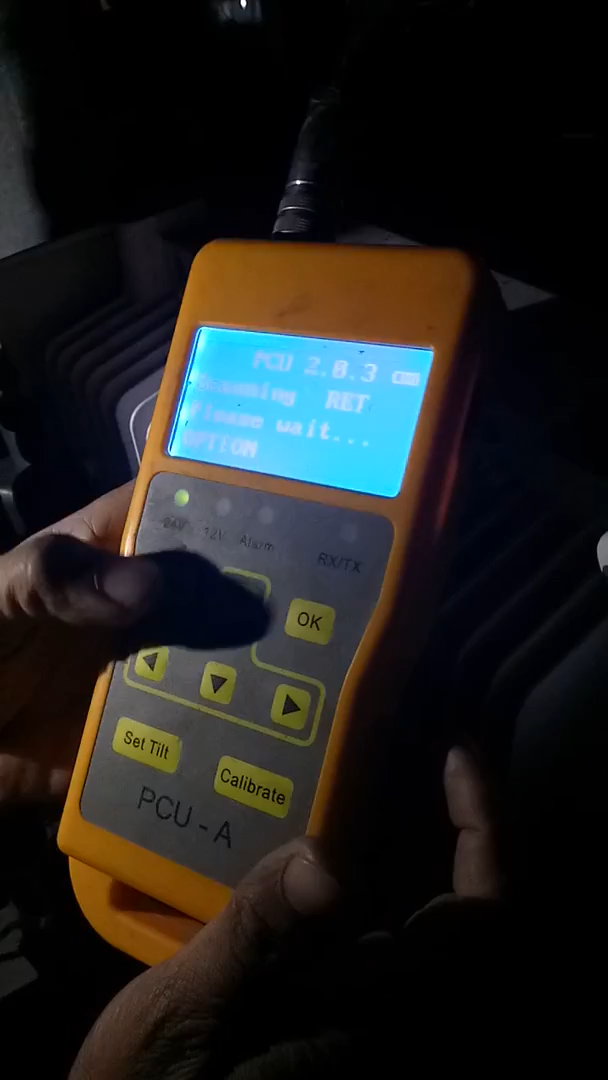 PCU 2.0.3
Scanning RET
Please wait...
OPTION
24V 12V Alarm RX/TX
OK
Set Tilt
Calibrate
PCU - A